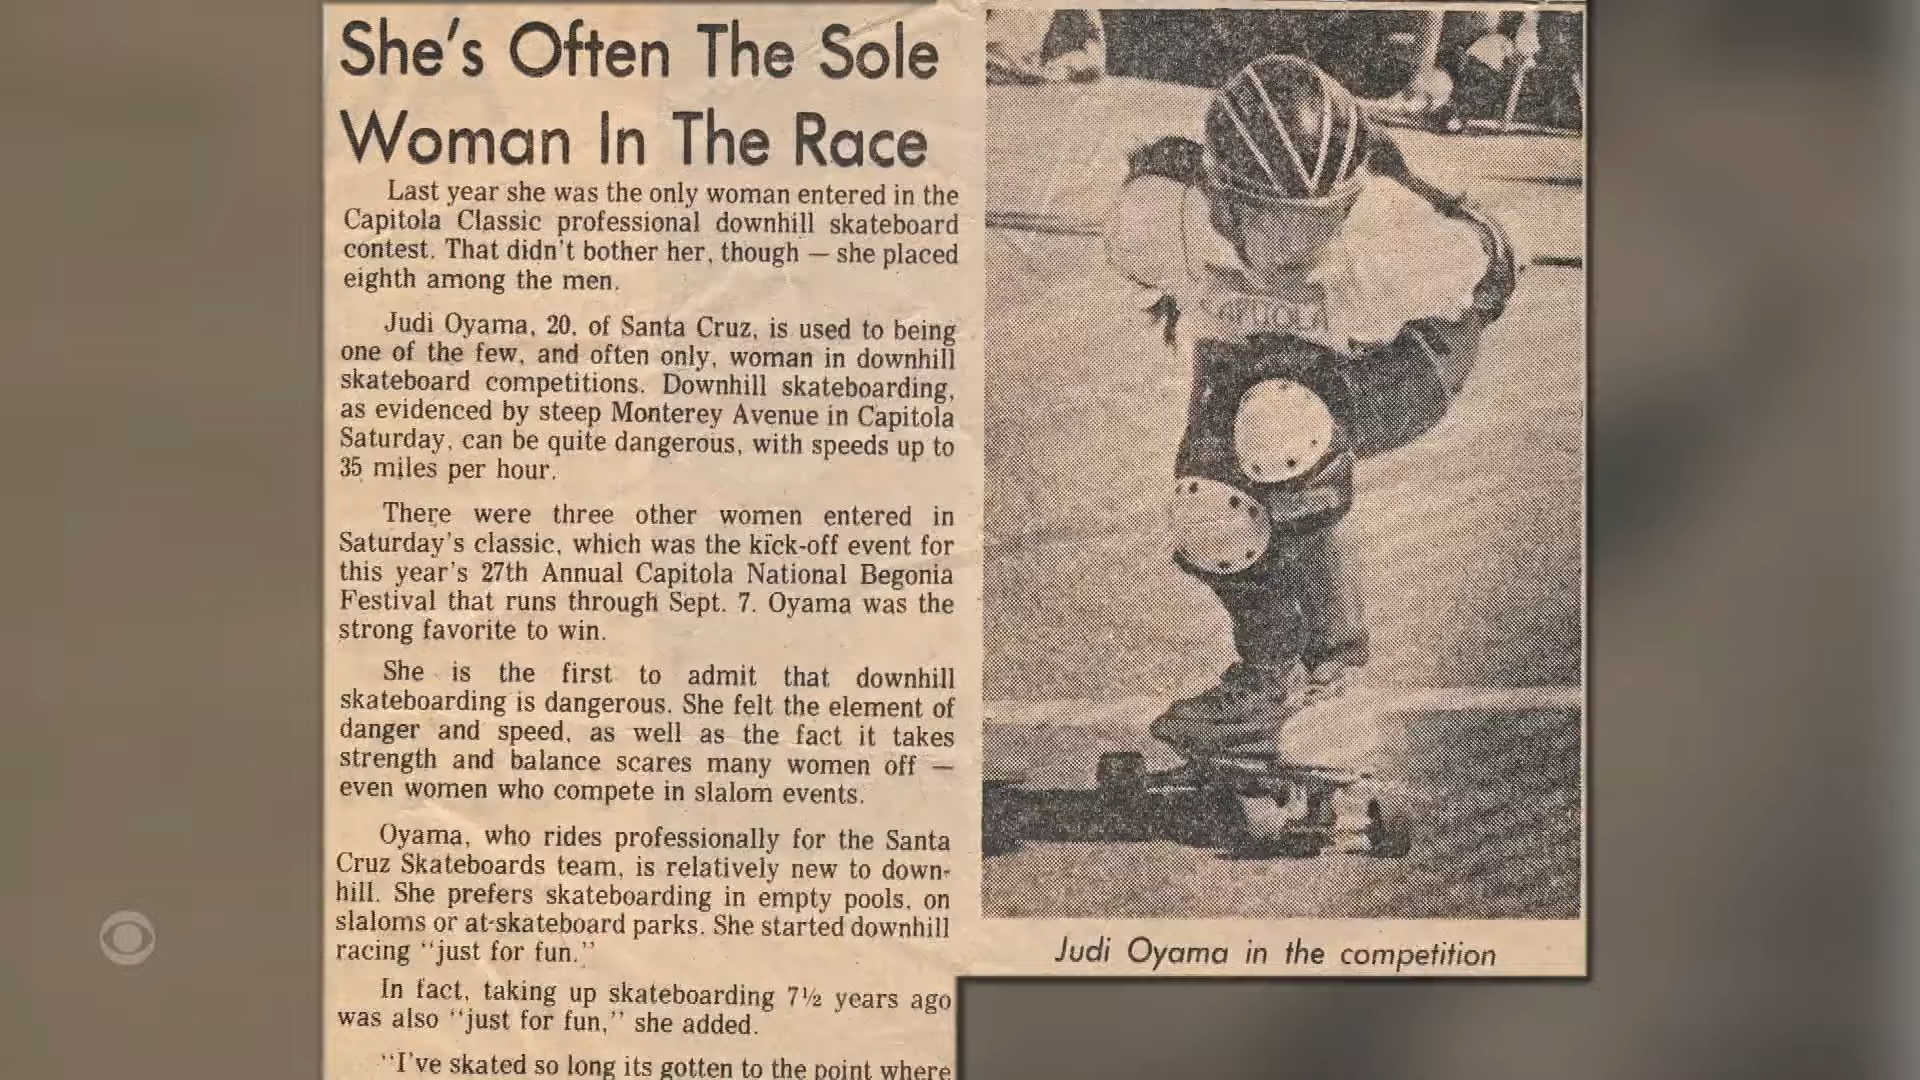 She's Often The Sole
Woman In The Race
Last year she was the only woman entered in the
Capitola Classic professional downhill skateboard
contest. That didn't bother her, though — she placed
eighth among the men.
Judi Oyama, 20, of Santa Cruz, is used to being
one of the few, and often only, woman in downhill
skateboard competitions. Downhill skateboarding,
as evidenced by steep Monterey Avenue in Capitola
Saturday, can be quite dangerous, with speeds up to
35 miles per hour.
There were three other women entered in
Saturday's classic, which was the kick-off event for
this year's 27th Annual Capitola National Begonia
Festival that runs through Sept. 7. Oyama was the
strong favorite to win.
She is the first to admit that downhill
skateboarding is dangerous. She felt the element of
danger and speed, as well as the fact it takes
strength and balance scares many women off —
even women who compete in slalom events.
Oyama, who rides professionally for the Santa
Cruz Skateboards team, is relatively new to down-
hill. She prefers skateboarding in empty pools, on
slaloms or at skateboard parks. She started downhill
racing "just for fun."
In fact, taking up skateboarding 7½ years ago
was also "just for fun," she added.
"I've skated so long its gotten to the point where
Judi Oyama in the competition